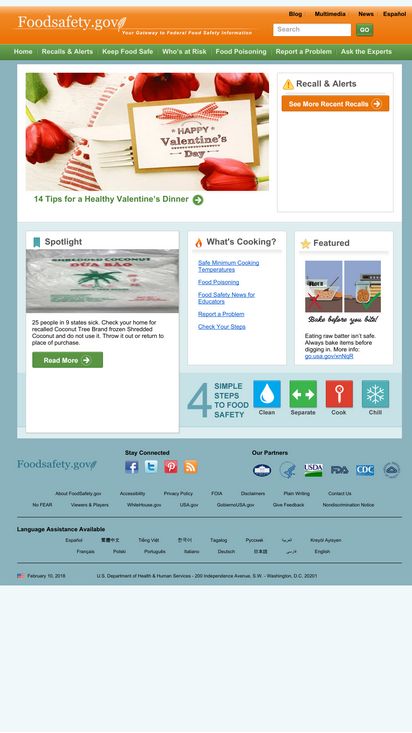 Blog Multimedia News Español
Foodsafety.gov
Your Gateway to Federal Food Safety Information
Search GO
Home Recalls & Alerts Keep Food Safe Who's at Risk Food Poisoning Report a Problem Ask the Experts
HAPPY
Valentine's
Day
14 Tips for a Healthy Valentine's Dinner
Recall & Alerts
See More Recent Recalls
Spotlight
SHREDDED COCONUT
DỪA BÀO
25 people in 9 states sick. Check your home for
recalled Coconut Tree Brand frozen Shredded
Coconut and do not use it. Throw it out or return to
place of purchase.
Read More
What's Cooking?
Safe Minimum Cooking
Temperatures
Food Poisoning
Food Safety News for
Educators
Report a Problem
Check Your Steps
Featured
Bake before you bite!
Eating raw batter isn't safe.
Always bake items before
digging in. More info:
go.usa.gov/xnNqR
4 SIMPLE
STEPS
TO FOOD
SAFETY
Clean Separate Cook Chill
Foodsafety.gov
Stay Connected
Our Partners
USDA FDA CDC
About FoodSafety.gov Accessibility Privacy Policy FOIA Disclaimers Plain Writing Contact Us
No FEAR Viewers & Players WhiteHouse.gov USA.gov GobiernoUSA.gov Give Feedback Nondiscrimination Notice
Language Assistance Available
Español 繁體中文 Tiếng Việt 한국어 Tagalog Русский العربية Kreyòl Ayisyen
Français Polski Português Italiano Deutsch 日本語 فارسی English
February 10, 2018 U.S. Department of Health & Human Services - 200 Independence Avenue, S.W. - Washington, D.C. 20201